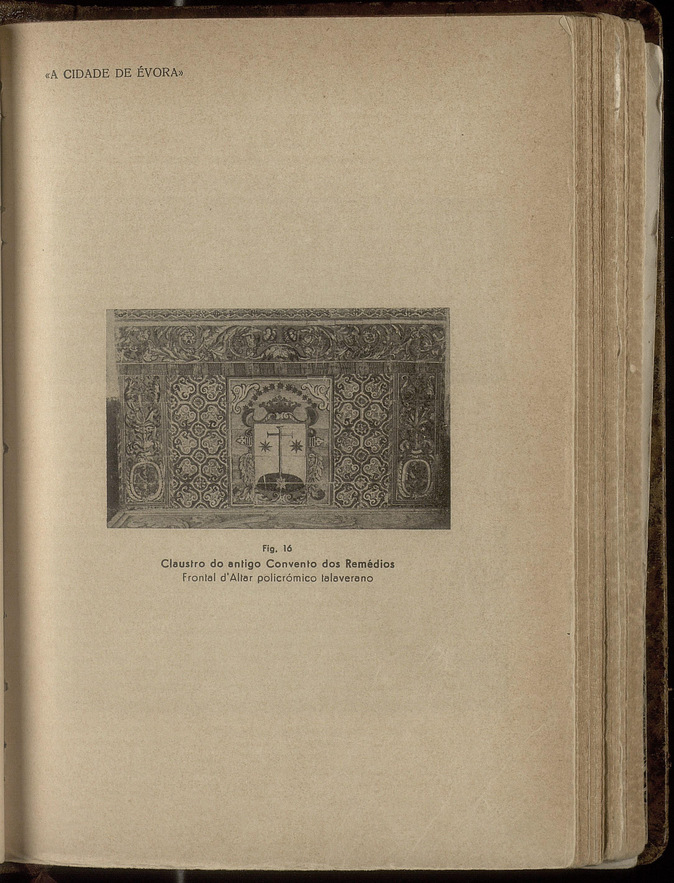 «A CIDADE DE ÉVORA»
Fig. 16
Claustro do antigo Convento dos Remédios
Frontal d'Altar policrómico talaverano